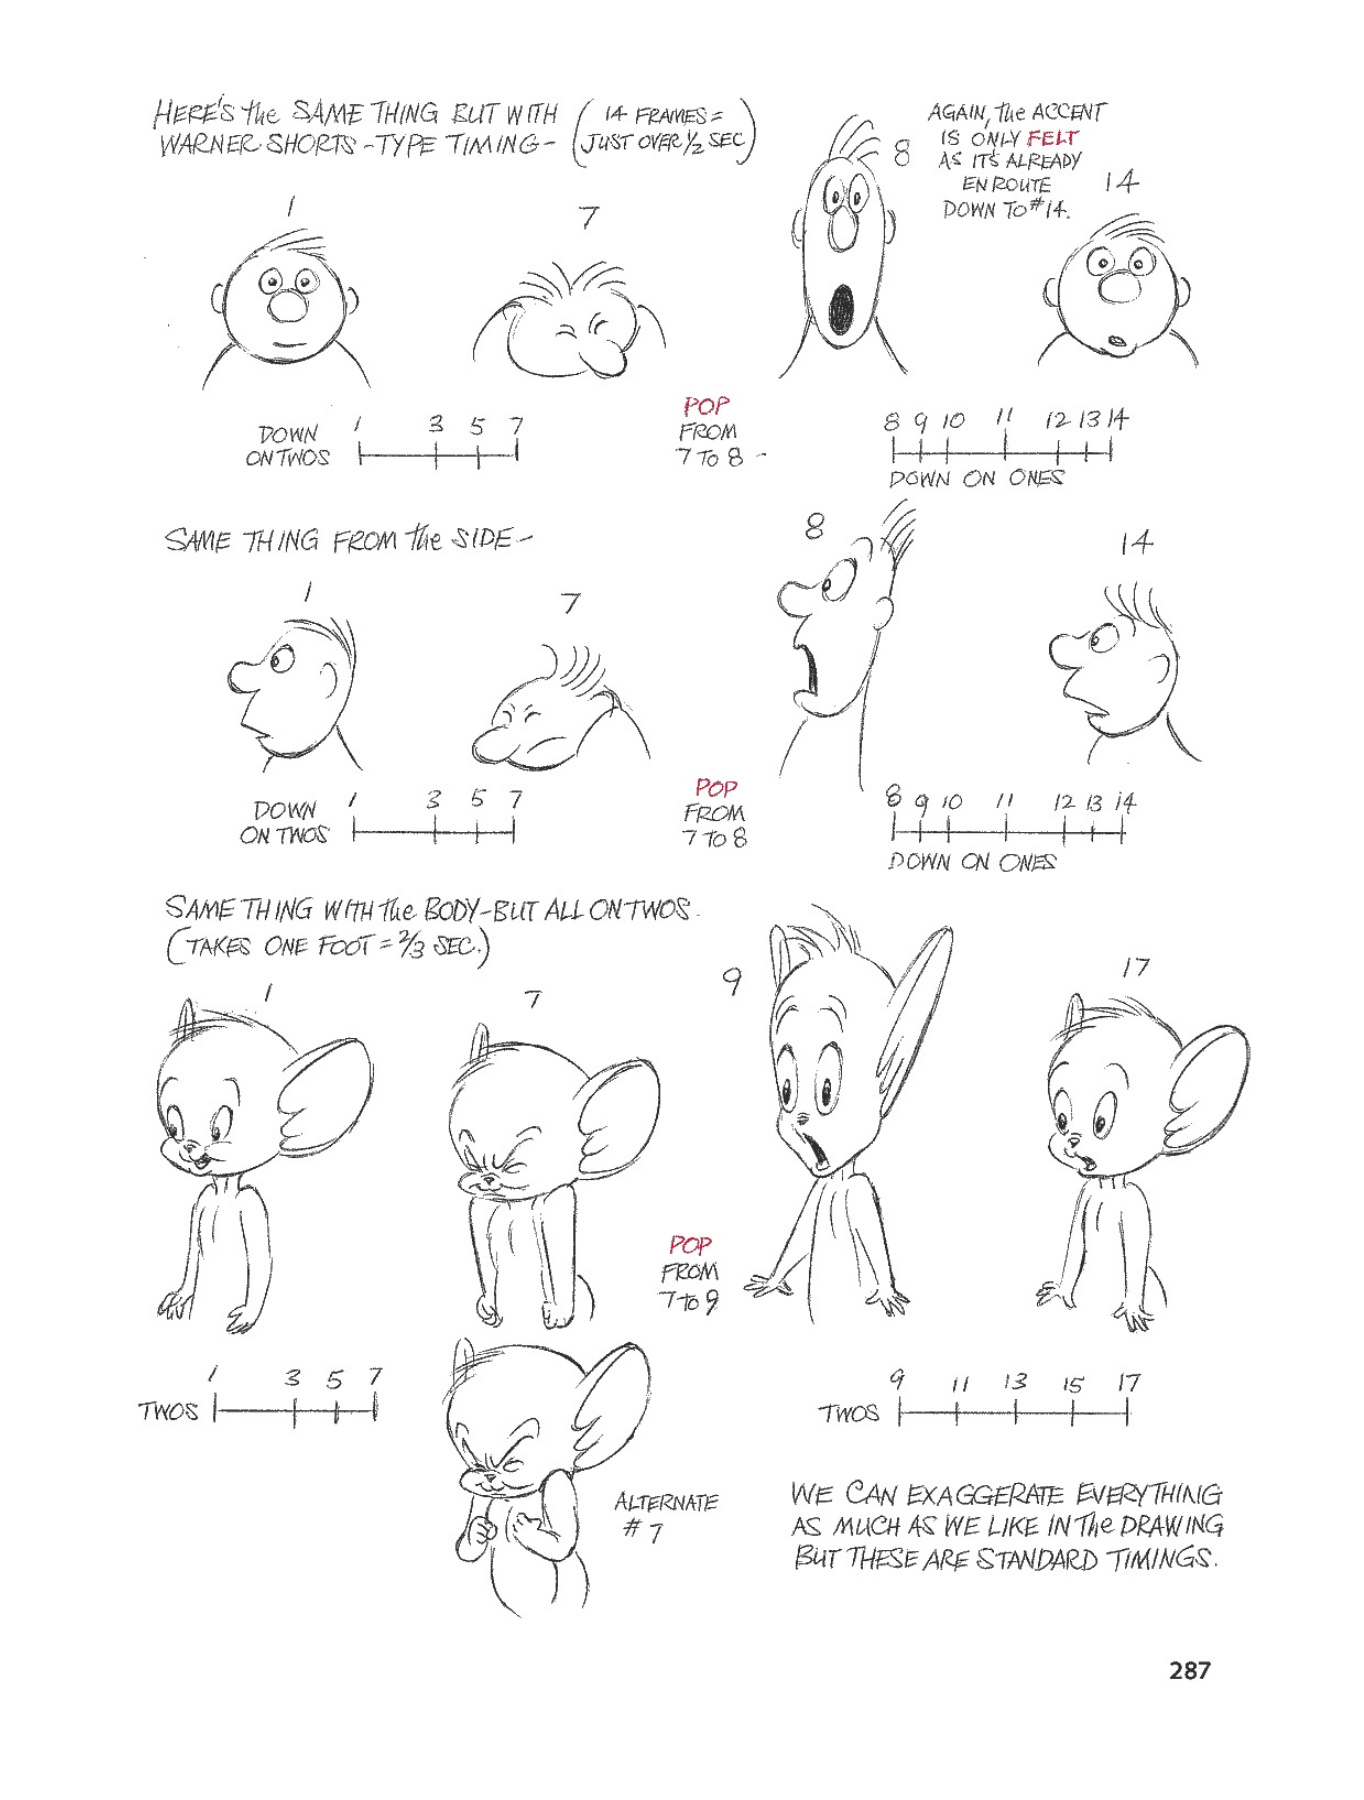 HERE'S the SAME THING BUT WITH
WARNER SHORTS-TYPE TIMING-
(14 FRAMES =
JUST OVER 1/2 SEC)
8
AGAIN, the ACCENT
IS ONLY FELT
AS IT'S ALREADY
EN ROUTE
DOWN TO #14.
14
1
7
DOWN
ON TWOS
1 3 5 7
POP
FROM
7 TO 8 -
8 9 10 11 12 13 14
DOWN ON ONES
SAME THING FROM the SIDE-
1
7
8
14
DOWN
ON TWOS
1 3 5 7
POP
FROM
7 TO 8
8 9 10 11 12 13 14
DOWN ON ONES
SAME THING WITH the BODY-BUT ALL ON TWOS.
(TAKES ONE FOOT = 2/3 SEC.)
1
7
9
17
POP
FROM
7 TO 9
1 3 5 7
TWOS
9 11 13 15 17
TWOS
ALTERNATE
# 7
WE CAN EXAGGERATE EVERYTHING
AS MUCH AS WE LIKE IN the DRAWING
BUT THESE ARE STANDARD TIMINGS.
287